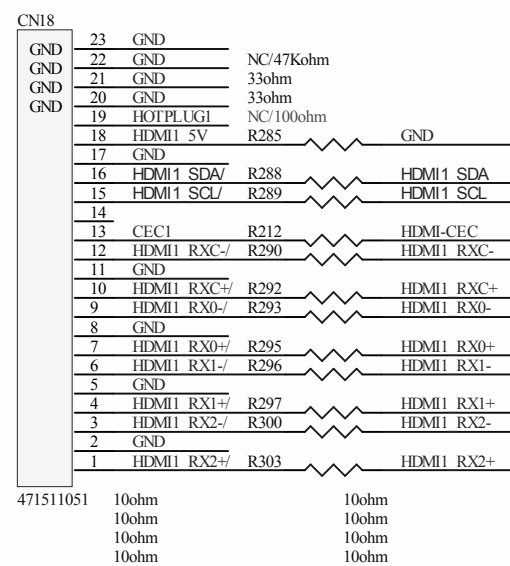 CN18
GND 23 GND
GND 22 GND NC/47Kohm
GND 21 GND 33ohm
GND 20 GND 33ohm
19 HOTPLUG1 NC/100ohm
18 HDMI1 5V R285 GND
17 GND
16 HDMI1 SDA/ R288 HDMI1 SDA
15 HDMI1 SCL/ R289 HDMI1 SCL
14
13 CEC1 R212 HDMI-CEC
12 HDMI1 RXC-/ R290 HDMI1 RXC-
11 GND
10 HDMI1 RXC+/ R292 HDMI1 RXC+
9 HDMI1 RX0-/ R293 HDMI1 RX0-
8 GND
7 HDMI1 RX0+/ R295 HDMI1 RX0+
6 HDMI1 RX1-/ R296 HDMI1 RX1-
5 GND
4 HDMI1 RX1+/ R297 HDMI1 RX1+
3 HDMI1 RX2-/ R300 HDMI1 RX2-
2 GND
1 HDMI1 RX2+/ R303 HDMI1 RX2+
471511051 10ohm 10ohm
10ohm 10ohm
10ohm 10ohm
10ohm 10ohm